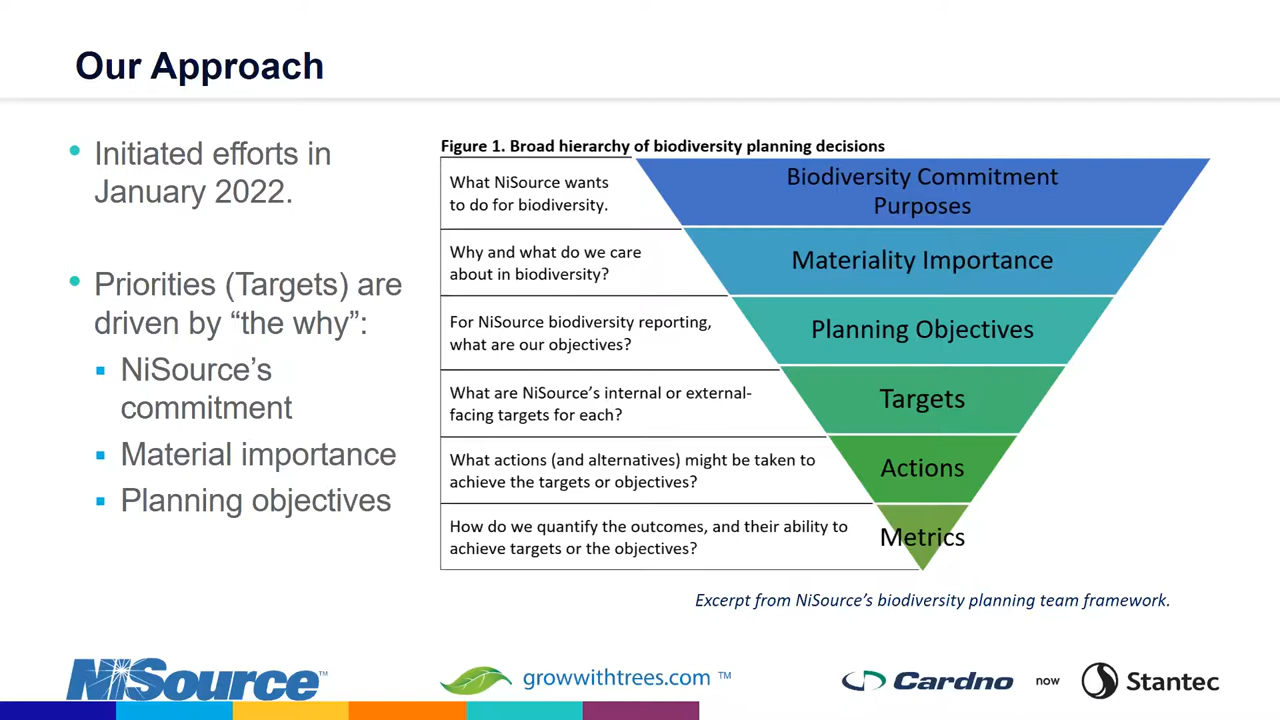 Our Approach
• Initiated efforts in
January 2022.
• Priorities (Targets) are
driven by “the why”:
▪ NiSource’s
commitment
▪ Material importance
▪ Planning objectives
Figure 1. Broad hierarchy of biodiversity planning decisions
What NiSource wants
to do for biodiversity.
Biodiversity Commitment
Purposes
Why and what do we care
about in biodiversity?
Materiality Importance
For NiSource biodiversity reporting,
what are our objectives?
Planning Objectives
What are NiSource’s internal or external-
facing targets for each?
Targets
What actions (and alternatives) might be taken to
achieve the targets or objectives?
Actions
How do we quantify the outcomes, and their ability to
achieve targets or the objectives?
Metrics
Excerpt from NiSource’s biodiversity planning team framework.
NiSource™
growwithtrees.com ™
Cardno now Stantec